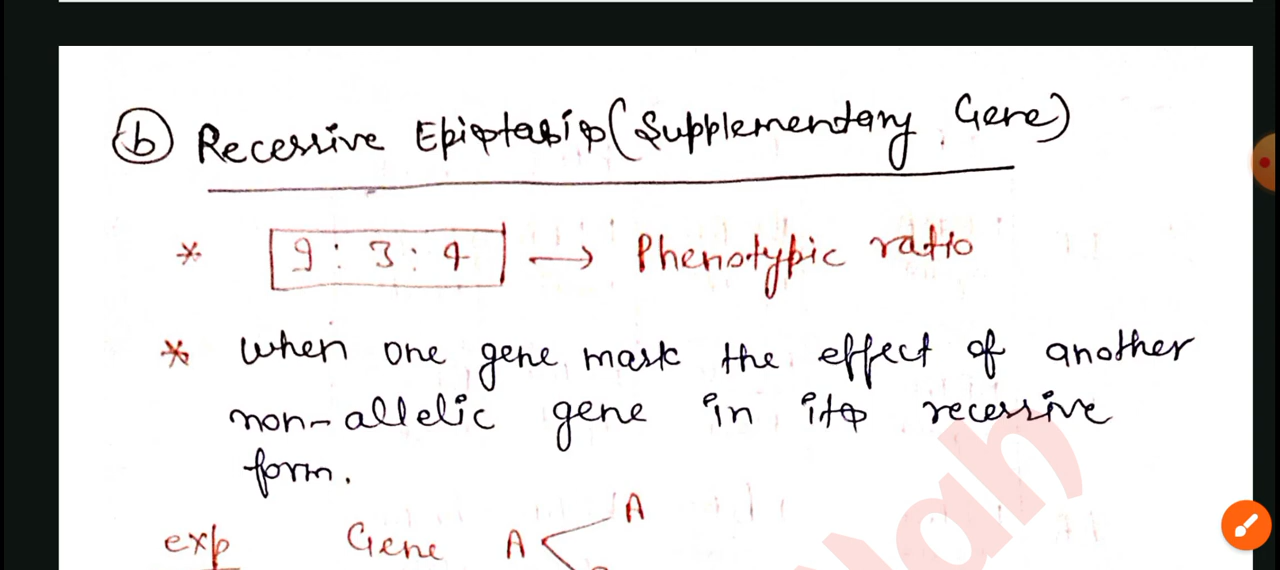 (b) Recessive Epistasis (Supplementary Gene)
* 9 : 3 : 4 → Phenotypic ratio
* when one gene mask the effect of another
non-allelic gene in its recessive
form.
A
exp Gene A <
lah